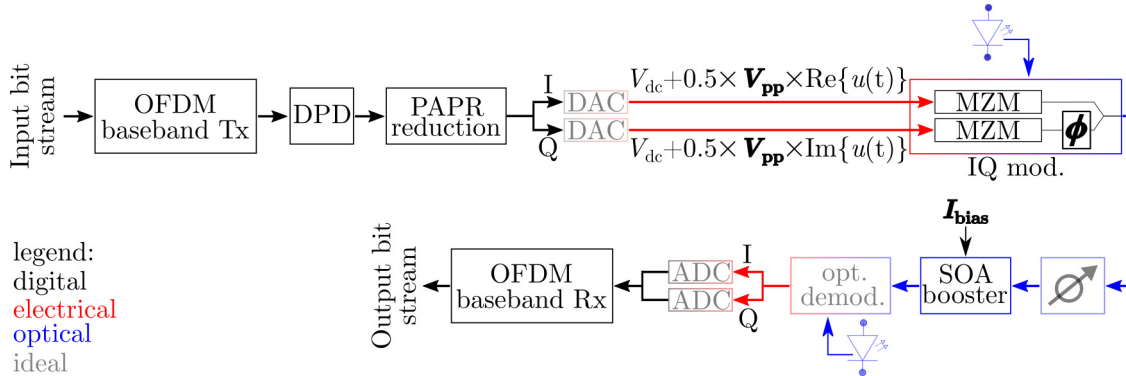 Input bit
stream
OFDM
baseband Tx
DPD
PAPR
reduction
I
Q
DAC
DAC
V_dc+0.5× V_pp×Re{u(t)}
V_dc+0.5× V_pp×Im{u(t)}
MZM
MZM
ϕ
IQ mod.
I_bias
SOA
booster
opt.
demod.
I
Q
ADC
ADC
OFDM
baseband Rx
Output bit
stream
legend:
digital
electrical
optical
ideal